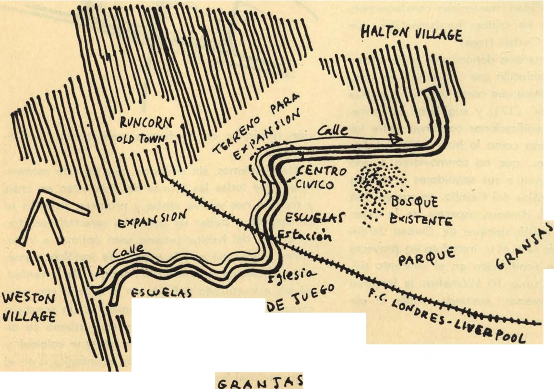 HALTON VILLAGE
RUNCORN
OLD TOWN
TERRENO PARA
EXPANSION
Calle
CENTRO
CIVICO
BOSQUE
EXISTENTE
EXPANSION
ESCUELAS
Estación
GRANJAS
PARQUE
Calle
Iglesia
WESTON
VILLAGE
ESCUELAS
DE JUEGO
F.C. LONDRES-LIVERPOOL
GRANJAS